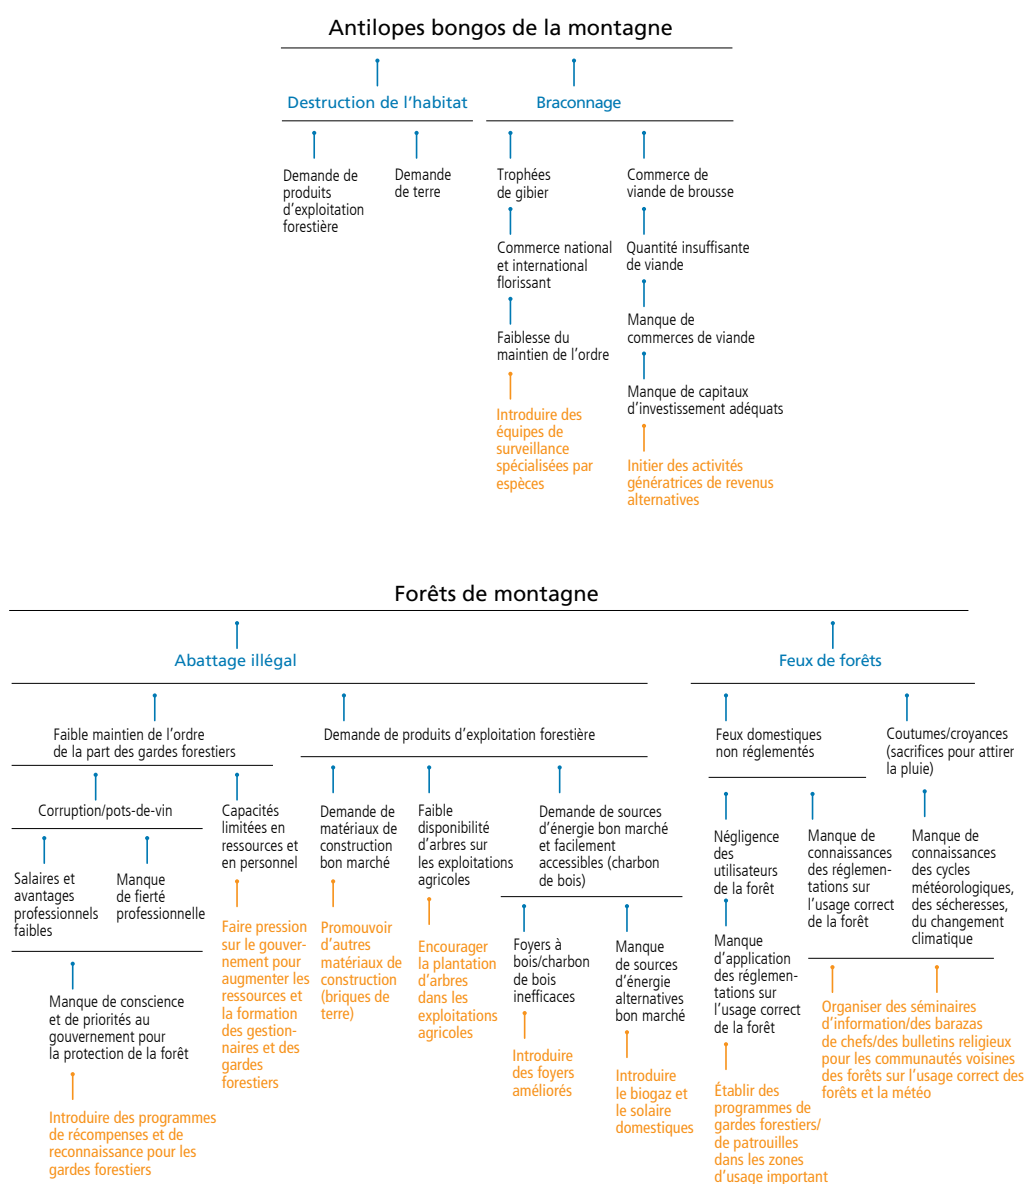 Antilopes bongos de la montagne
Destruction de l'habitat
Braconnage
Demande de
produits
d'exploitation
forestière
Demande
de terre
Trophées
de gibier
Commerce de
viande de brousse
Commerce national
et international
florissant
Quantité insuffisante
de viande
Faiblesse du
maintien de l'ordre
Manque de
commerces de viande
Manque de capitaux
d'investissement adéquats
Introduire des
équipes de
surveillance
spécialisées par
espèces
Initier des activités
génératrices de revenus
alternatives
Forêts de montagne
Abattage illégal
Feux de forêts
Faible maintien de l'ordre
de la part des gardes forestiers
Demande de produits d'exploitation forestière
Feux domestiques
non réglementés
Coutumes/croyances
(sacrifices pour attirer
la pluie)
Corruption/pots-de-vin
Capacités
limitées en
ressources et
en personnel
Demande de
matériaux de
construction
bon marché
Faible
disponibilité
d'arbres sur
les exploitations
agricoles
Demande de sources
d'énergie bon marché
et facilement
accessibles (charbon
de bois)
Négligence
des
utilisateurs
de la forêt
Manque de
connaissances
des réglemen-
tations sur
l'usage correct
de la forêt
Manque de
connaissances
des cycles
météorologiques,
des sécheresses,
du changement
climatique
Salaires et
avantages
professionnels
faibles
Manque
de fierté
professionnelle
Faire pression
sur le gouver-
nement pour
augmenter les
ressources et
la formation
des gestion-
naires et des
gardes
forestiers
Promouvoir
d'autres
matériaux de
construction
(briques de
terre)
Encourager
la plantation
d'arbres
dans les
exploitations
agricoles
Foyers à
bois/charbon
de bois
inefficaces
Manque
de sources
d'énergie
alternatives
bon marché
Manque
d'application
des réglemen-
tations sur
l'usage correct
de la forêt
Manque de conscience
et de priorités au
gouvernement pour
la protection de la forêt
Organiser des séminaires
d'information/des barazas
de chefs/des bulletins religieux
pour les communautés voisines
des forêts sur l'usage correct des
forêts et la météo
Introduire
des foyers
améliorés
Introduire
le biogaz et
le solaire
domestiques
Établir des
programmes de
gardes forestiers/
de patrouilles
dans les zones
d'usage important
Introduire des programmes
de récompenses et de
reconnaissance pour les
gardes forestiers